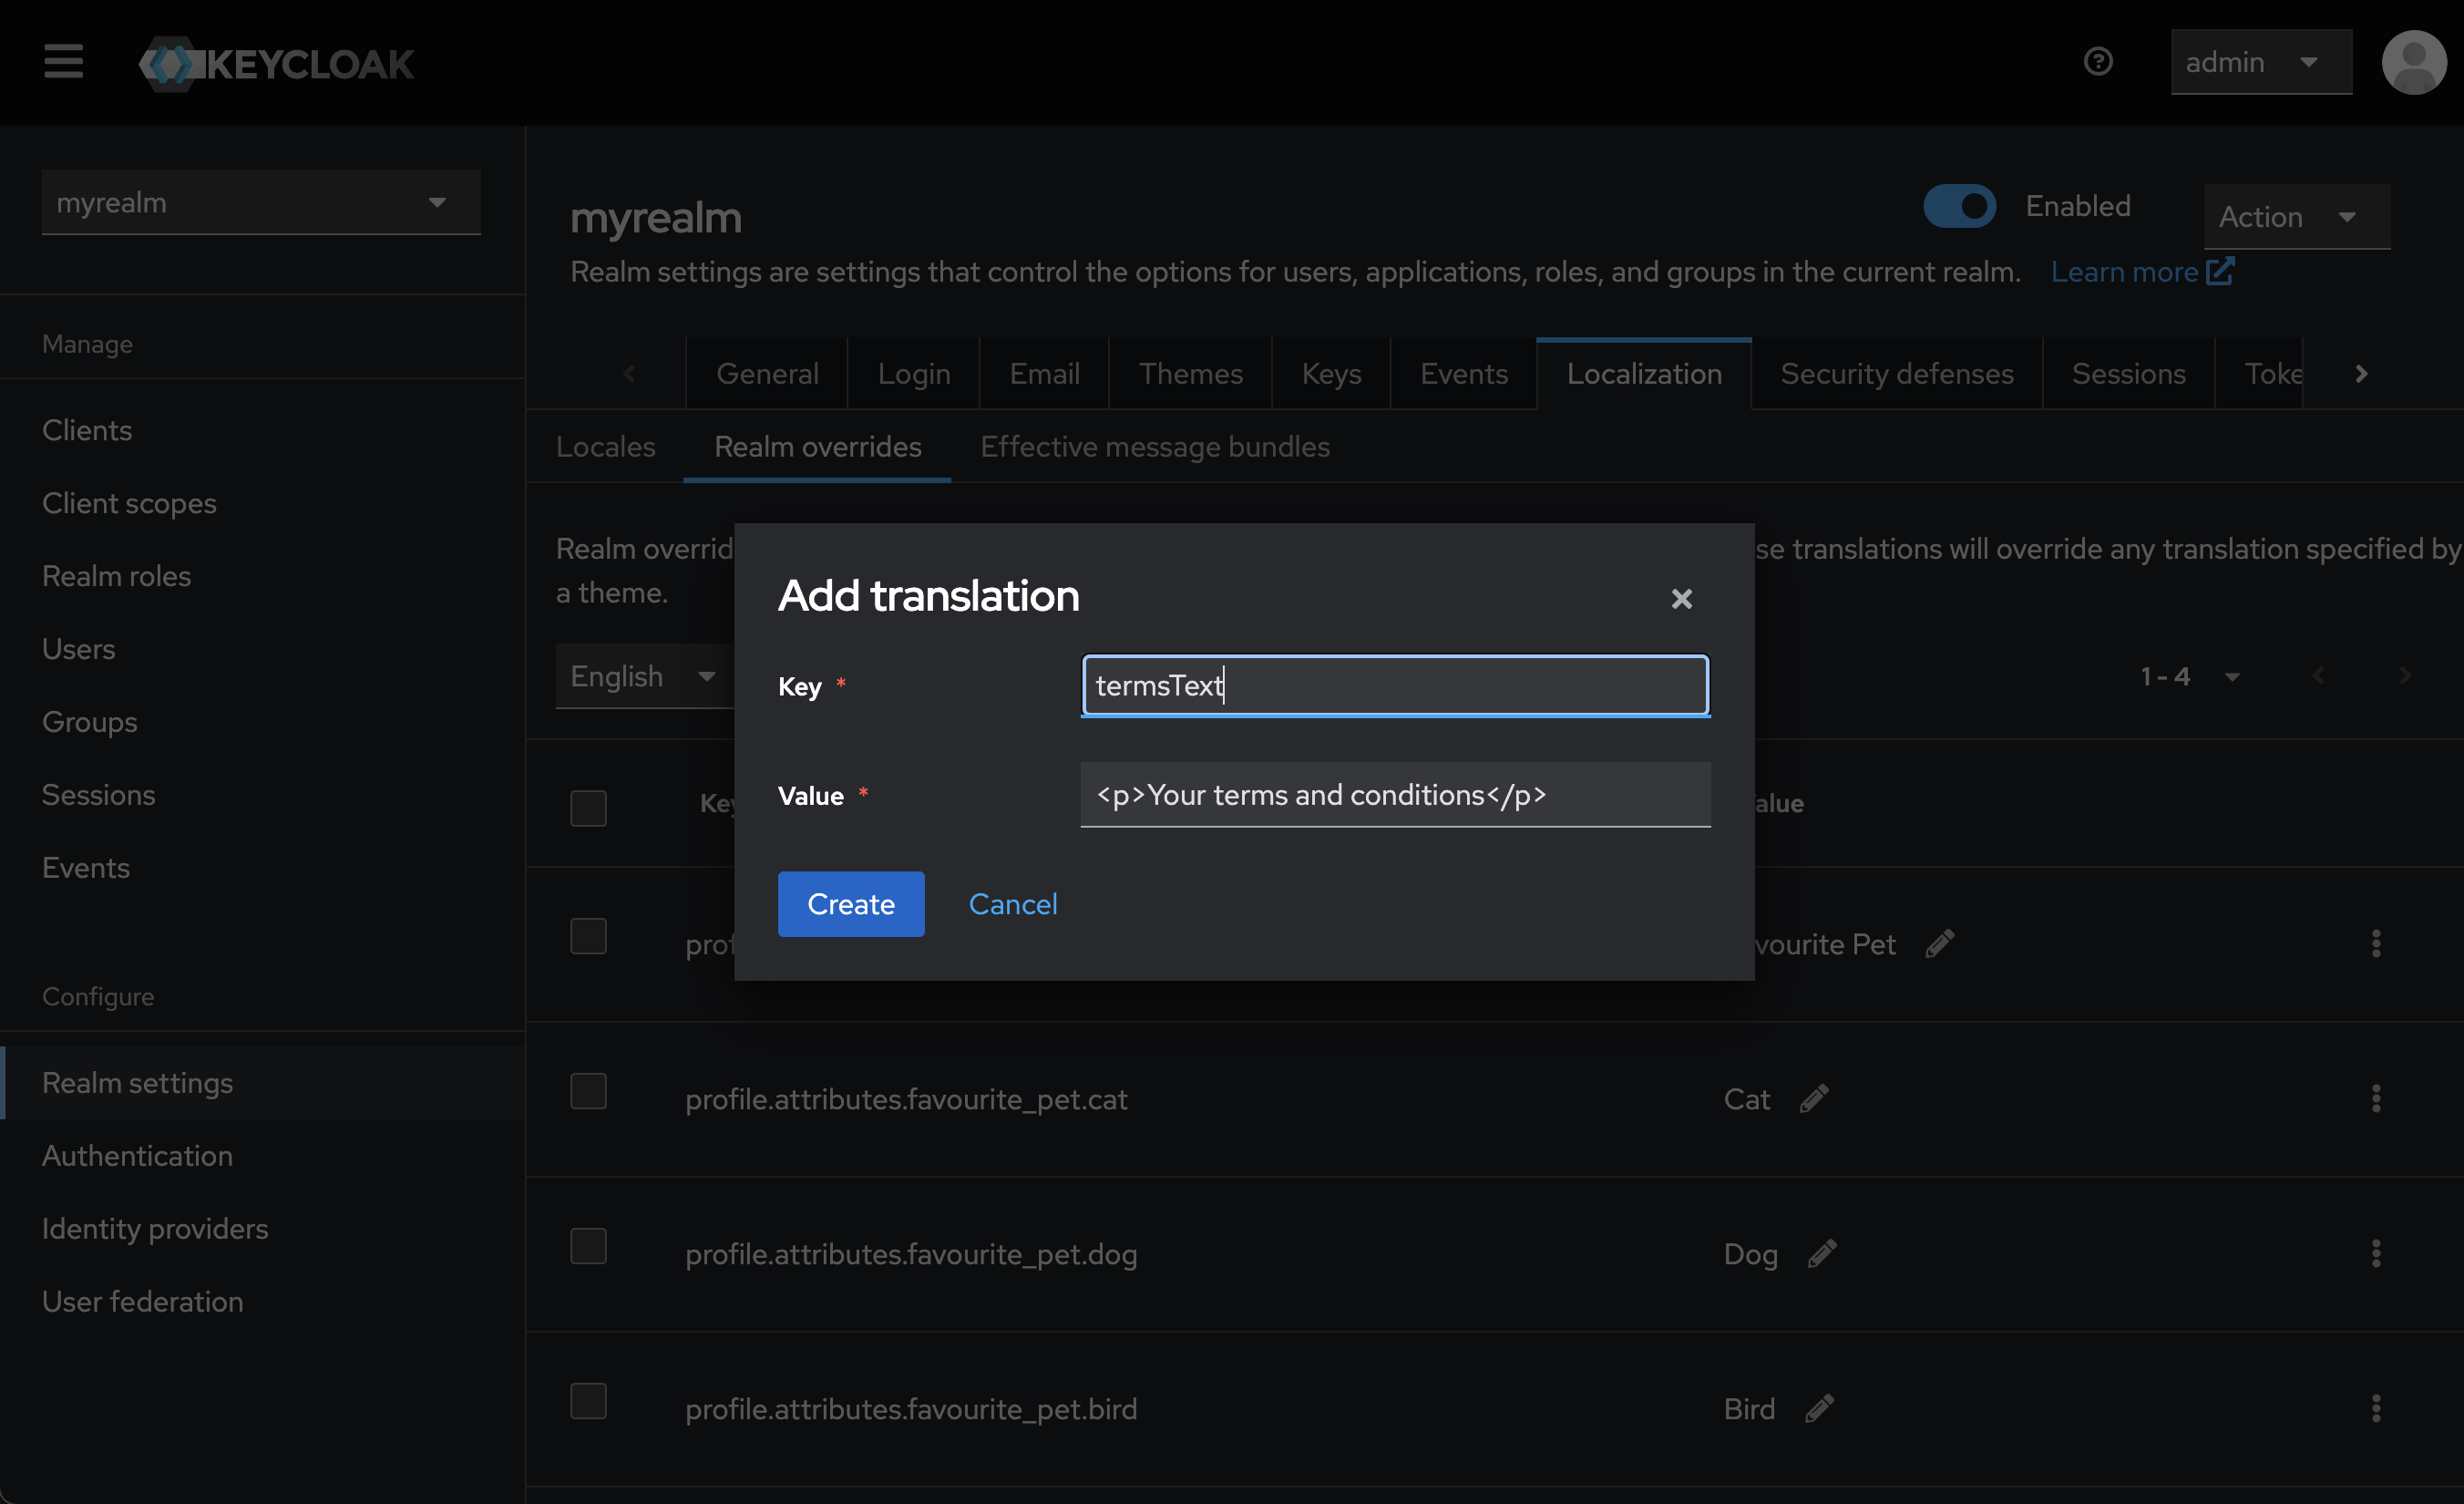 KEYCLOAK
admin
myrealm
Manage
Clients
Client scopes
Realm roles
Users
Groups
Sessions
Events
Configure
Realm settings
Authentication
Identity providers
User federation
myrealm
Enabled
Action
Realm settings are settings that control the options for users, applications, roles, and groups in the current realm. Learn more
General Login Email Themes Keys Events Localization Security defenses Sessions Toke
Locales Realm overrides Effective message bundles
Realm overrid
se translations will override any translation specified by
a theme.
English
1 - 4
Add translation
Key *
termsText
Value *
<p>Your terms and conditions</p>
Create Cancel
Key
alue
prof
vourite Pet
profile.attributes.favourite_pet.cat Cat
profile.attributes.favourite_pet.dog Dog
profile.attributes.favourite_pet.bird Bird